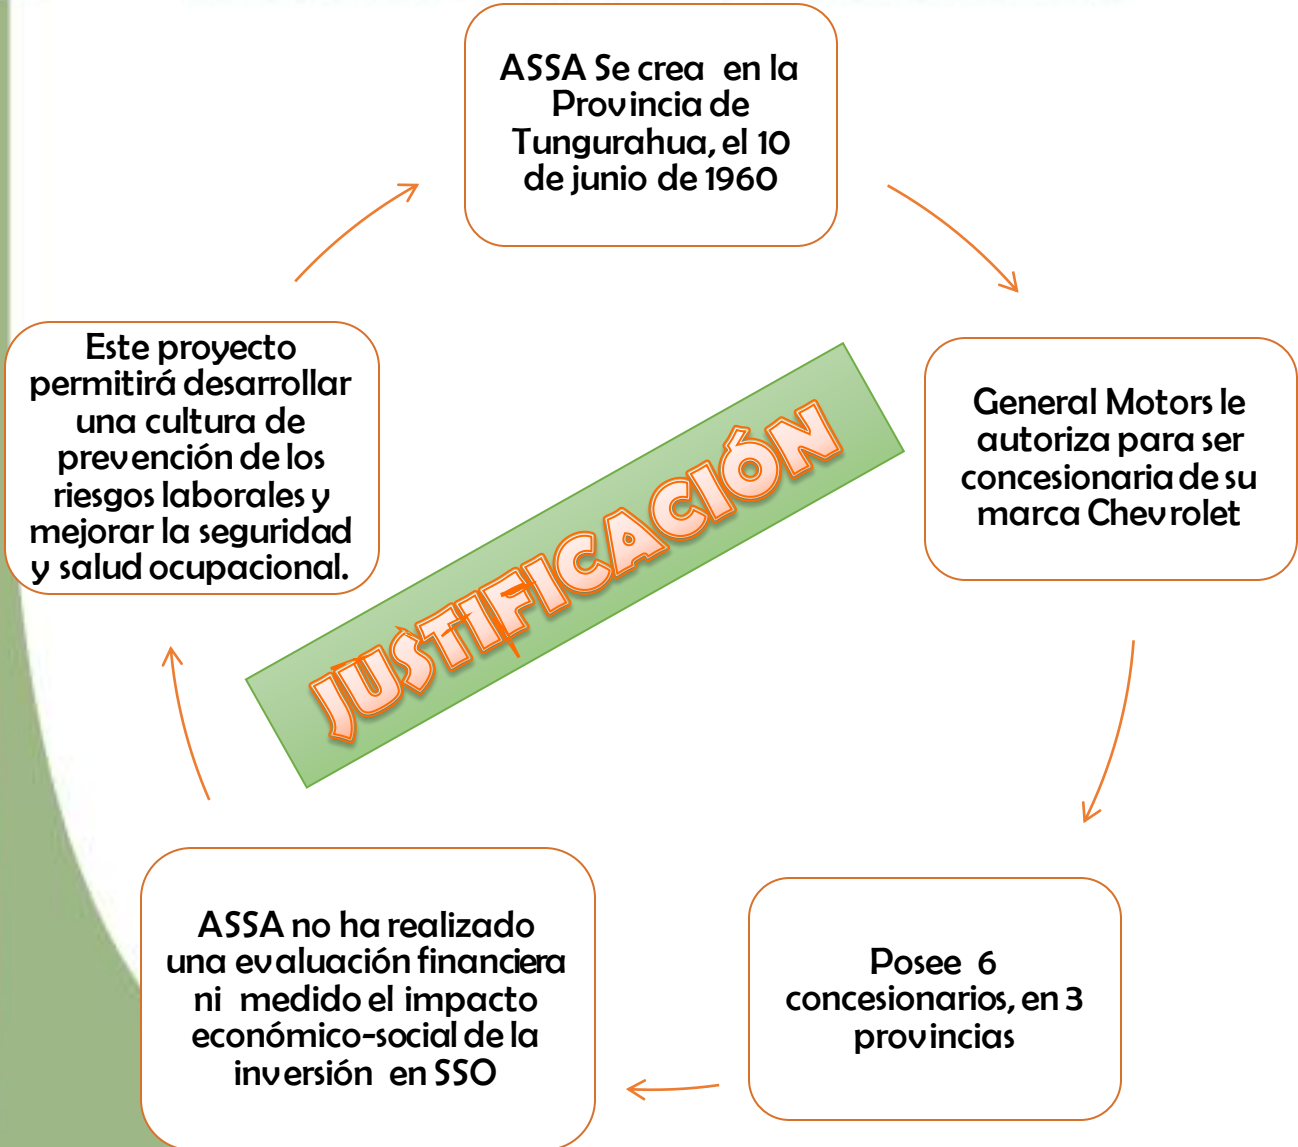 ASSA Se crea en la
Provincia de
Tungurahua, el 10
de junio de 1960
General Motors le
autoriza para ser
concesionaria de su
marca Chevrolet
Posee 6
concesionarios, en 3
provincias
ASSA no ha realizado
una evaluación financiera
ni medido el impacto
económico-social de la
inversión en SSO
Este proyecto
permitirá desarrollar
una cultura de
prevención de los
riesgos laborales y
mejorar la seguridad
y salud ocupacional.
JUSTIFICACIÓN